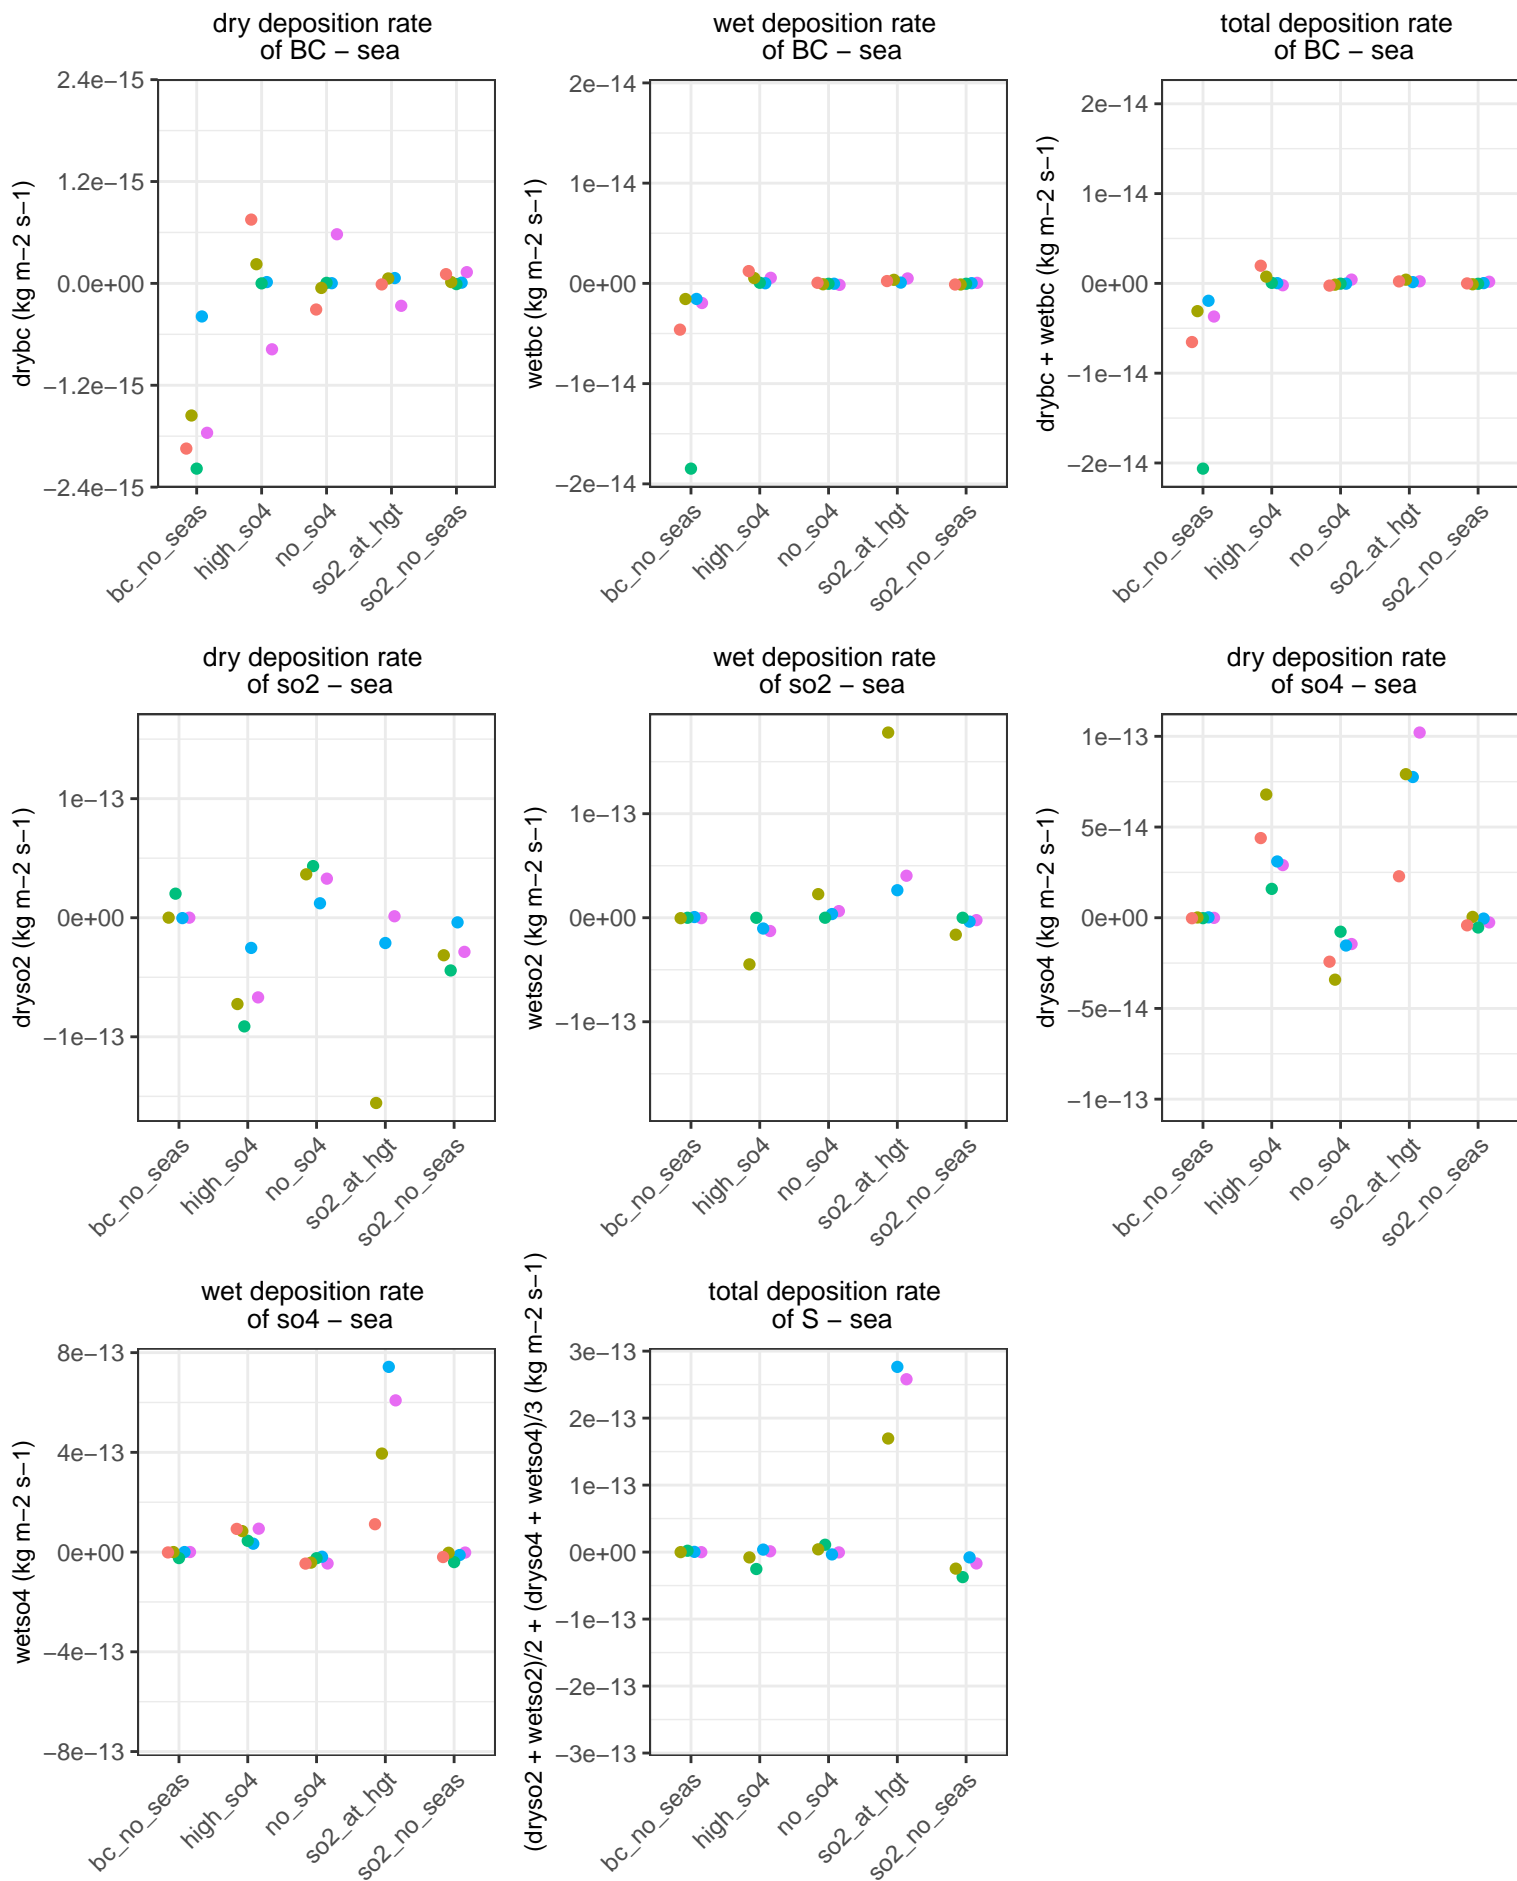 dry deposition rate
of BC − sea
drybc (kg m−2 s−1)
2.4e−15
1.2e−15
0.0e+00
−1.2e−15
−2.4e−15
bc_no_seas
high_so4
no_so4
so2_at_hgt
so2_no_seas
wet deposition rate
of BC − sea
wetbc (kg m−2 s−1)
2e−14
1e−14
0e+00
−1e−14
−2e−14
bc_no_seas
high_so4
no_so4
so2_at_hgt
so2_no_seas
total deposition rate
of BC − sea
drybc + wetbc (kg m−2 s−1)
2e−14
1e−14
0e+00
−1e−14
−2e−14
bc_no_seas
high_so4
no_so4
so2_at_hgt
so2_no_seas
dry deposition rate
of so2 − sea
dryso2 (kg m−2 s−1)
1e−13
0e+00
−1e−13
bc_no_seas
high_so4
no_so4
so2_at_hgt
so2_no_seas
wet deposition rate
of so2 − sea
wetso2 (kg m−2 s−1)
1e−13
0e+00
−1e−13
bc_no_seas
high_so4
no_so4
so2_at_hgt
so2_no_seas
dry deposition rate
of so4 − sea
dryso4 (kg m−2 s−1)
1e−13
5e−14
0e+00
−5e−14
−1e−13
bc_no_seas
high_so4
no_so4
so2_at_hgt
so2_no_seas
wet deposition rate
of so4 − sea
wetso4 (kg m−2 s−1)
8e−13
4e−13
0e+00
−4e−13
−8e−13
bc_no_seas
high_so4
no_so4
so2_at_hgt
so2_no_seas
total deposition rate
of S − sea
(dryso2 + wetso2)/2 + (dryso4 + wetso4)/3 (kg m−2 s−1)
3e−13
2e−13
1e−13
0e+00
−1e−13
−2e−13
−3e−13
bc_no_seas
high_so4
no_so4
so2_at_hgt
so2_no_seas